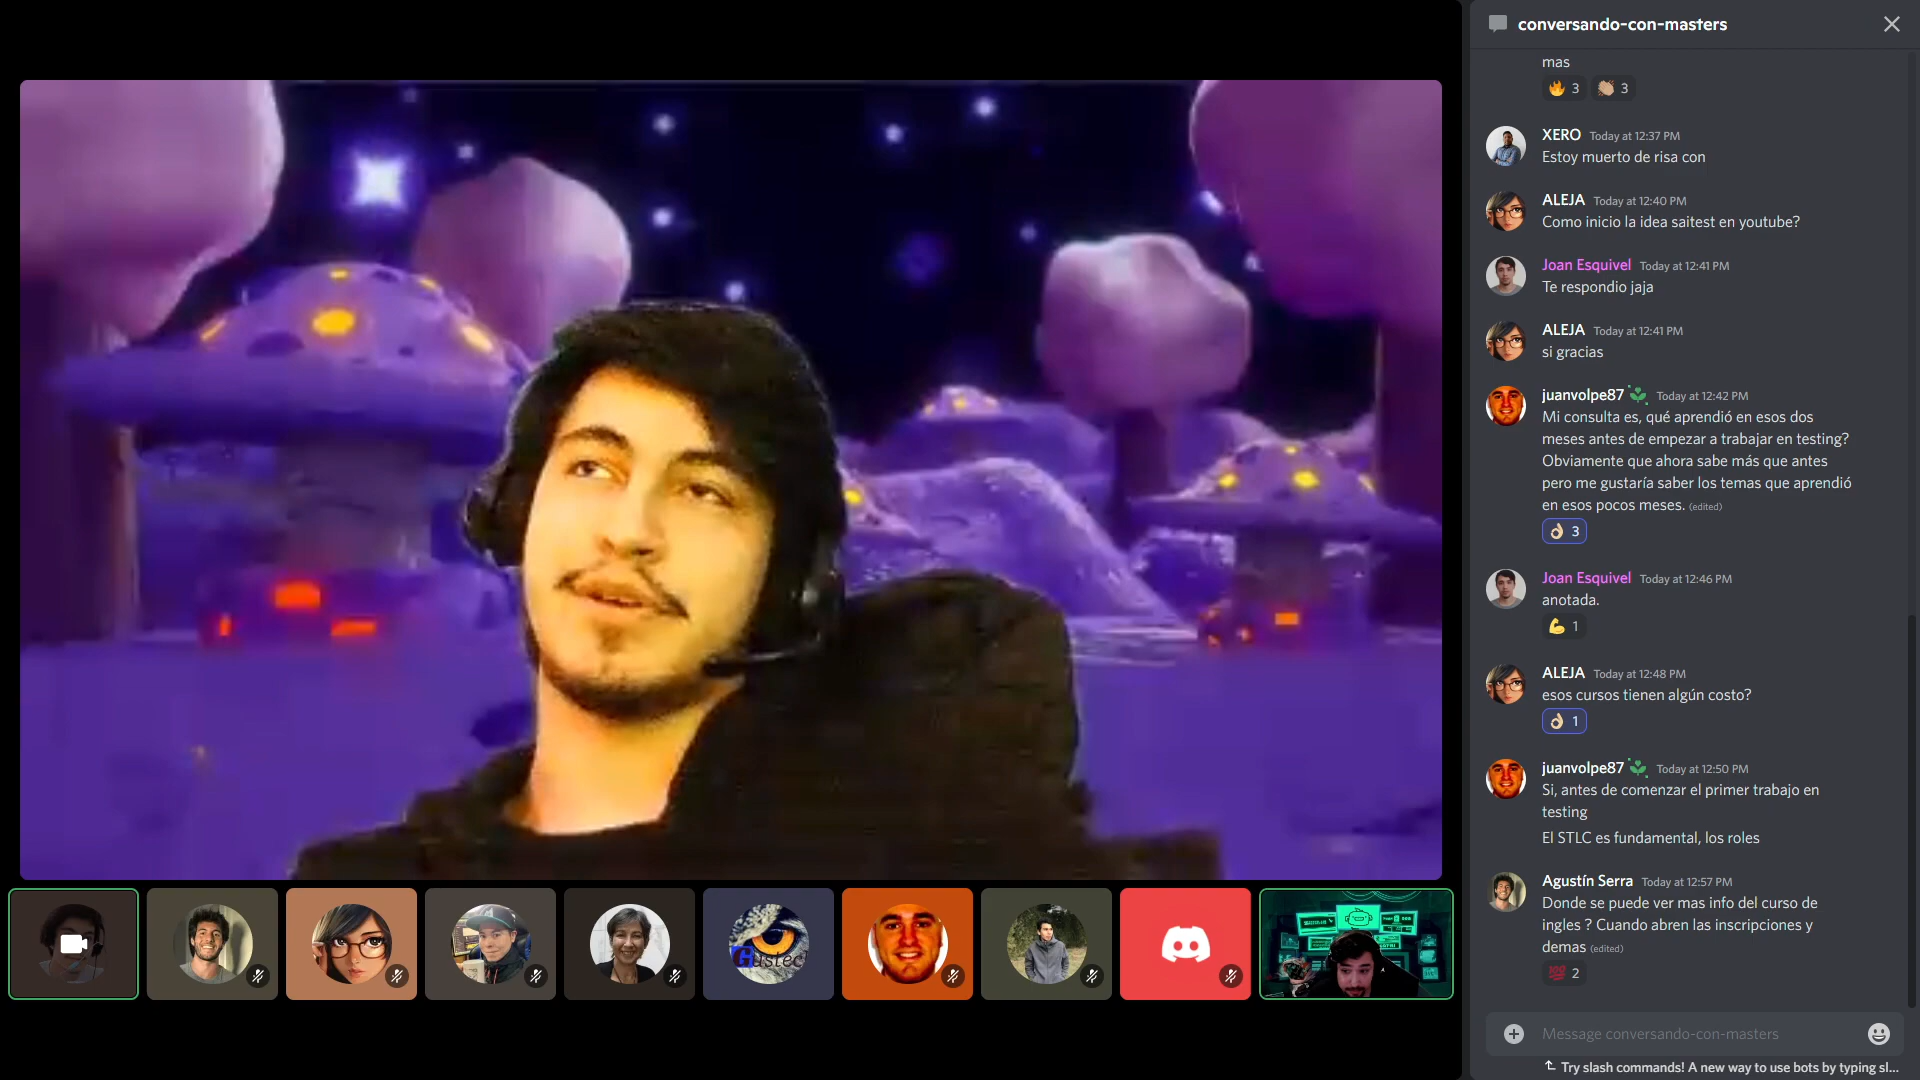 conversando-con-masters
mas
3 3
XERO Today at 12:37 PM
Estoy muerto de risa con
ALEJA Today at 12:40 PM
Como inicio la idea saitest en youtube?
Joan Esquivel Today at 12:41 PM
Te respondio jaja
ALEJA Today at 12:41 PM
si gracias
juanvolpe87 Today at 12:42 PM
Mi consulta es, qué aprendió en esos dos
meses antes de empezar a trabajar en testing?
Obviamente que ahora sabe más que antes
pero me gustaría saber los temas que aprendió
en esos pocos meses. (edited)
3
Joan Esquivel Today at 12:46 PM
anotada.
1
ALEJA Today at 12:48 PM
esos cursos tienen algún costo?
1
juanvolpe87 Today at 12:50 PM
Si, antes de comenzar el primer trabajo en
testing
El STLC es fundamental, los roles
Agustín Serra Today at 12:57 PM
Donde se puede ver mas info del curso de
ingles ? Cuando abren las inscripciones y
demas (edited)
💯 2
Message conversando-con-masters
Try slash commands! A new way to use bots by typing sl...